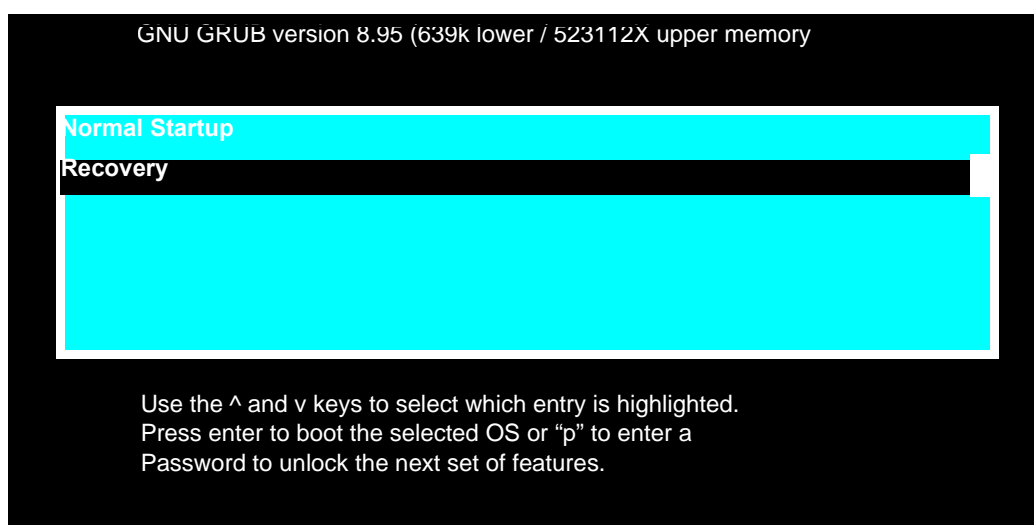 GNU GRUB version 8.95 (639k lower / 523112X upper memory
Normal Startup
Recovery
Use the ^ and v keys to select which entry is highlighted.
Press enter to boot the selected OS or “p” to enter a
Password to unlock the next set of features.